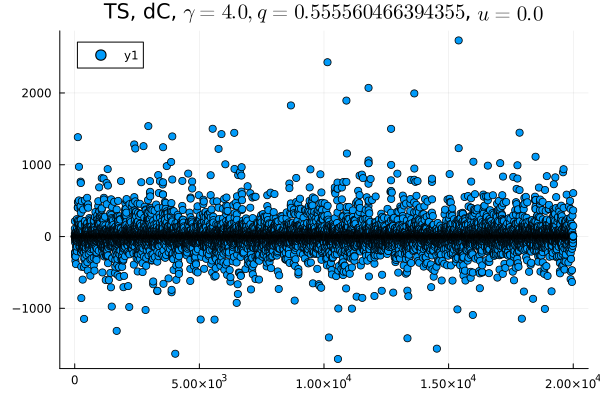 TS, dC, γ = 4.0, q = 0.555560466394355, u = 0.0
y1
2000
1000
0
−1000
0 5.00×10³ 1.00×10⁴ 1.50×10⁴ 2.00×10⁴